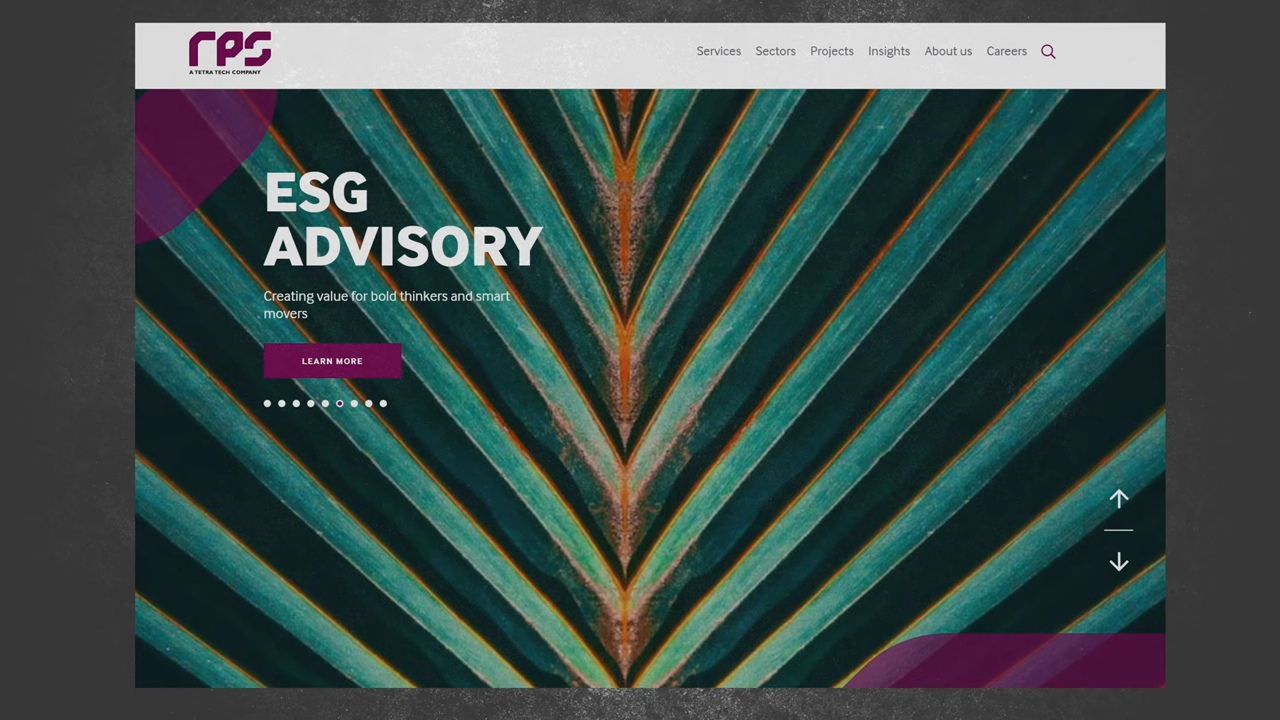 rps
A TETRA TECH COMPANY
Services Sectors Projects Insights About us Careers
ESG
ADVISORY
Creating value for bold thinkers and smart
movers
LEARN MORE